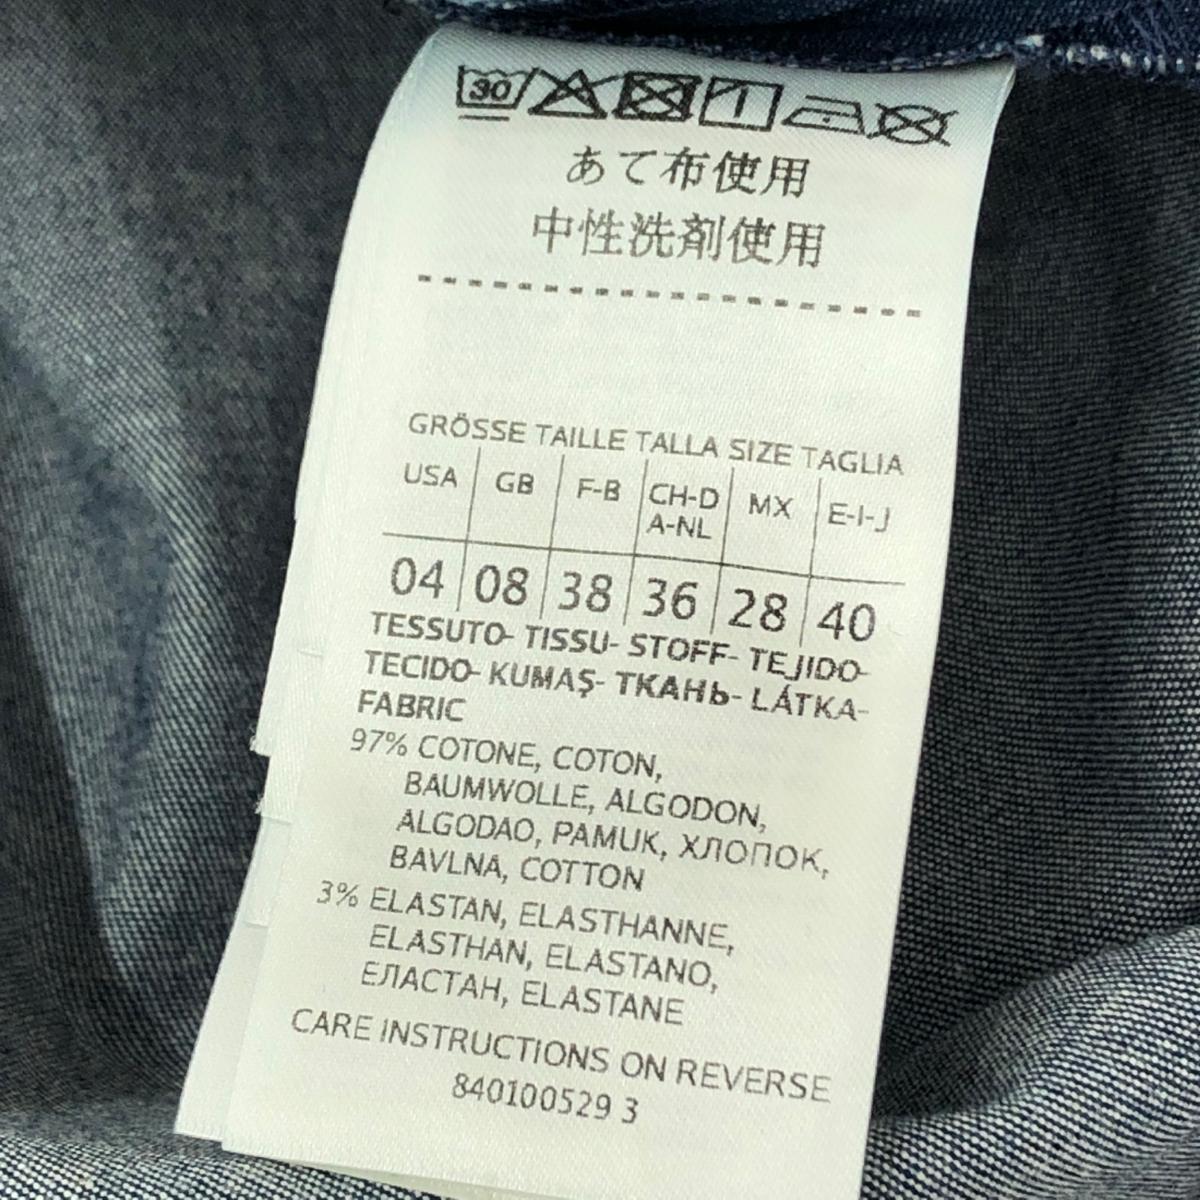 30
あて布使用
中性洗剤使用
GRÖSSE TAILLE TALLA SIZE TAGLIA
USA GB F-B CH-D A-NL MX E-I-J
04 08 38 36 28 40
TESSUTO- TISSU- STOFF- TEJIDO-
TECIDO- KUMAŞ- ТКАНЬ- LÁTKA-
FABRIC
97% COTONE, COTON,
BAUMWOLLE, ALGODON,
ALGODAO, PAMUK, ХЛОПОК,
BAVLNA, COTTON
3% ELASTAN, ELASTHANNE,
ELASTHAN, ELASTANO,
ЕЛАСТАН, ELASTANE
CARE INSTRUCTIONS ON REVERSE
840100529 3